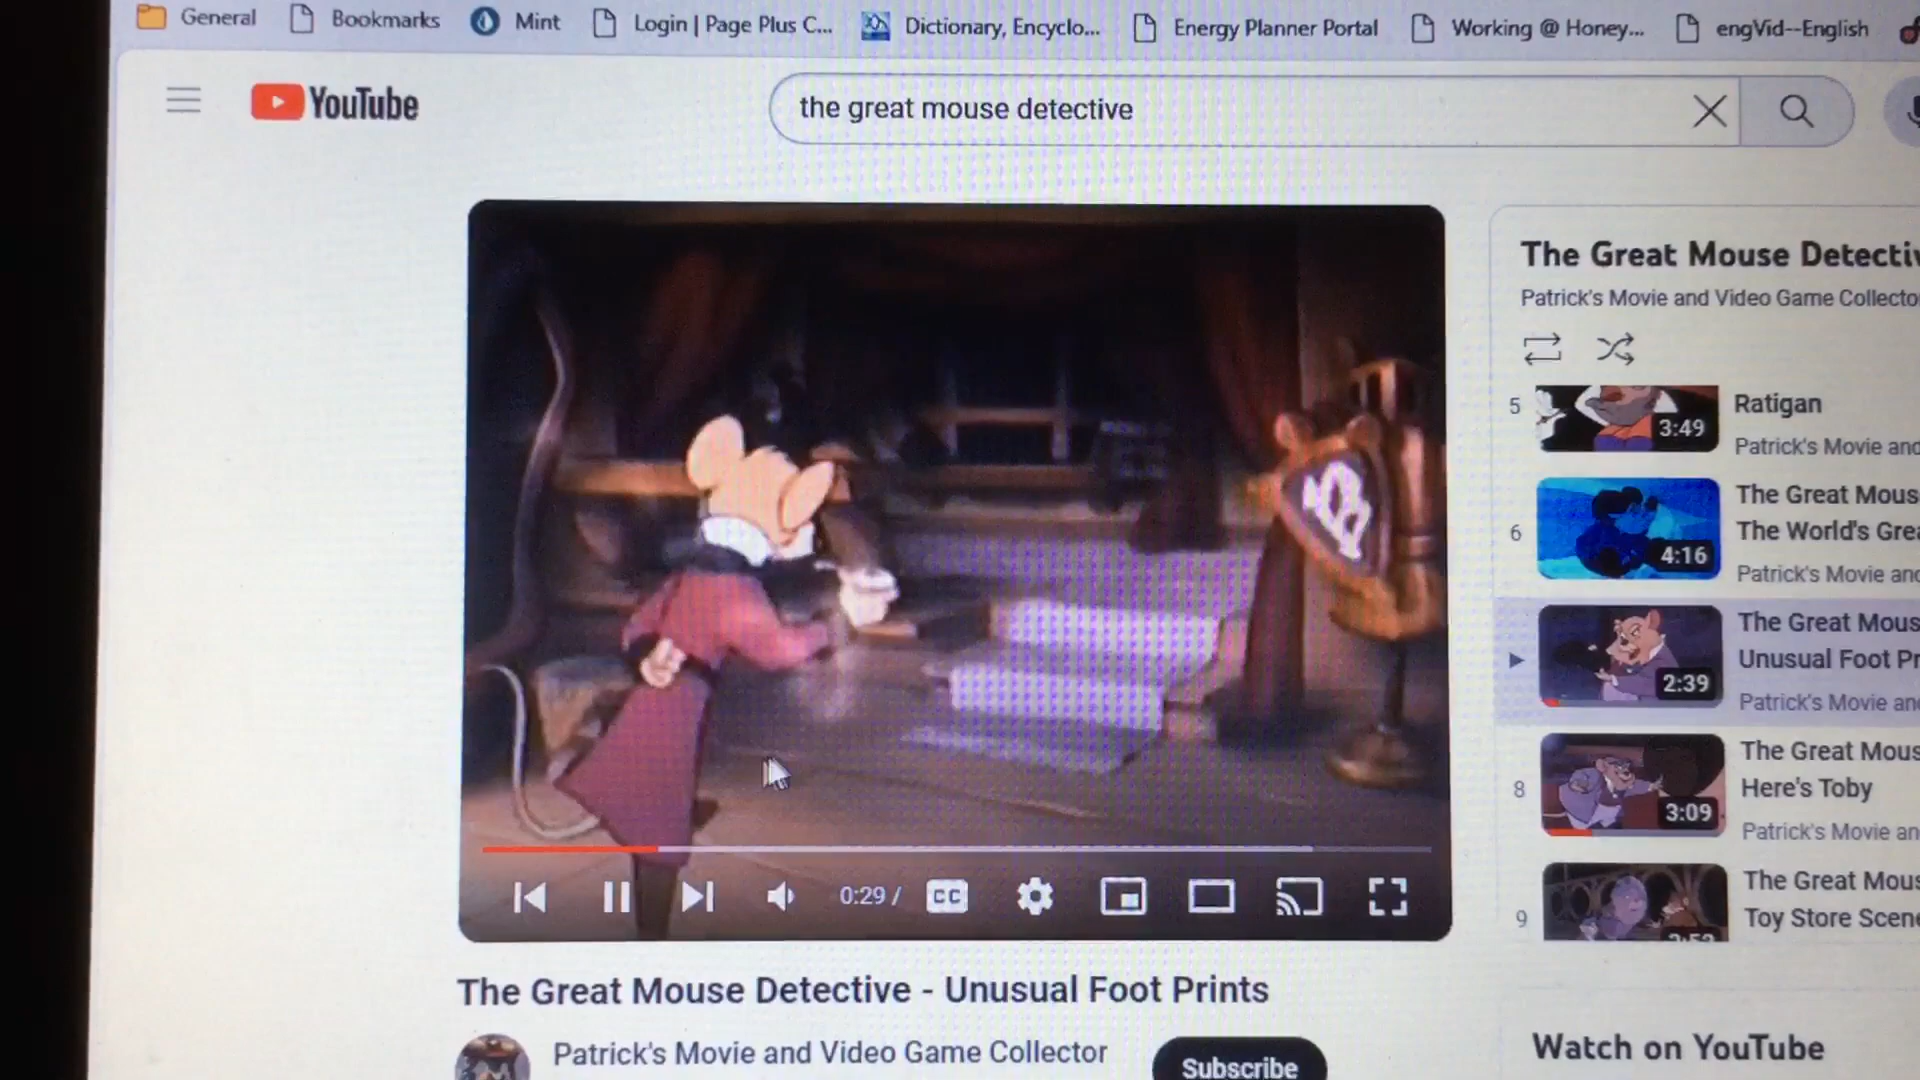 General
Bookmarks
Mint
Login | Page Plus C...
Dictionary, Encyclo...
Energy Planner Portal
Working @ Honey...
engVid--English
YouTube
the great mouse detective
The Great Mouse Detectiv
Patrick's Movie and Video Game Collecto
5
3:49
Ratigan
Patrick's Movie and
6
4:16
The Great Mous
The World's Grea
Patrick's Movie and
2:39
The Great Mous
Unusual Foot Pr
Patrick's Movie and
8
3:09
The Great Mous
Here's Toby
Patrick's Movie an
9
The Great Mous
Toy Store Scene
0:29 /
CC
The Great Mouse Detective - Unusual Foot Prints
Patrick's Movie and Video Game Collector
Subscribe
Watch on YouTube